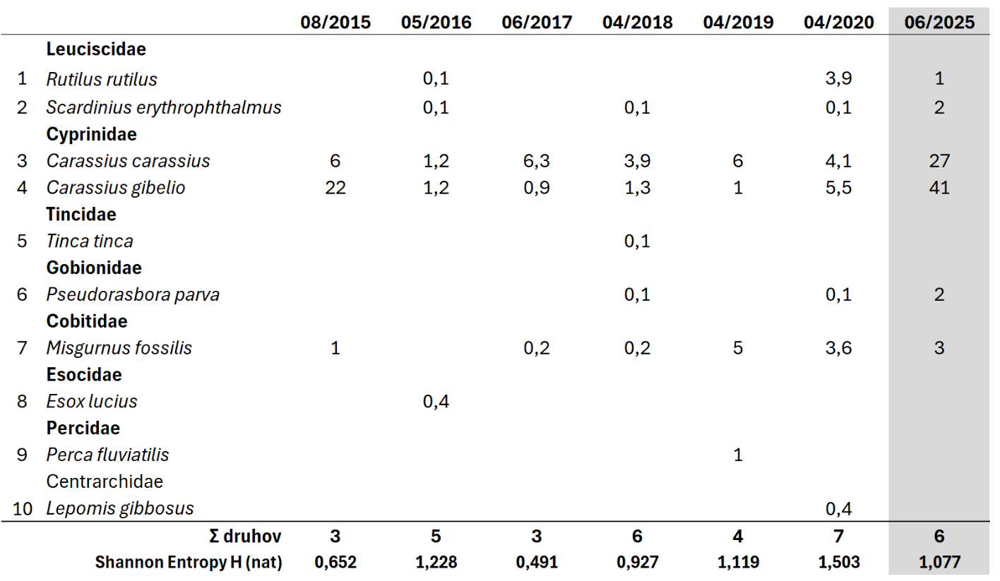 08/2015 05/2016 06/2017 04/2018 04/2019 04/2020 06/2025
Leuciscidae
1 Rutilus rutilus 0,1 3,9 1
2 Scardinius erythrophthalmus 0,1 0,1 0,1 2
Cyprinidae
3 Carassius carassius 6 1,2 6,3 3,9 6 4,1 27
4 Carassius gibelio 22 1,2 0,9 1,3 1 5,5 41
Tincidae
5 Tinca tinca 0,1
Gobionidae
6 Pseudorasbora parva 0,1 0,1 2
Cobitidae
7 Misgurnus fossilis 1 0,2 0,2 5 3,6 3
Esocidae
8 Esox lucius 0,4
Percidae
9 Perca fluviatilis 1
Centrarchidae
10 Lepomis gibbosus 0,4
Σ druhov 3 5 3 6 4 7 6
Shannon Entropy H (nat) 0,652 1,228 0,491 0,927 1,119 1,503 1,077